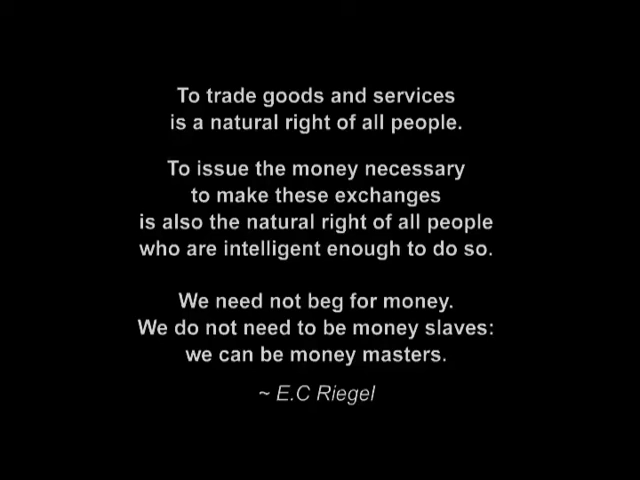 To trade goods and services
is a natural right of all people.
To issue the money necessary
to make these exchanges
is also the natural right of all people
who are intelligent enough to do so.
We need not beg for money.
We do not need to be money slaves:
we can be money masters.
~ E.C Riegel